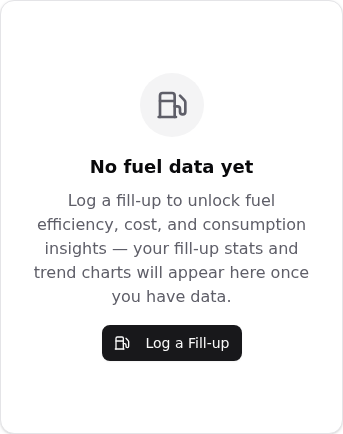 No fuel data yet
Log a fill-up to unlock fuel
efficiency, cost, and consumption
insights — your fill-up stats and
trend charts will appear here once
you have data.
Log a Fill-up